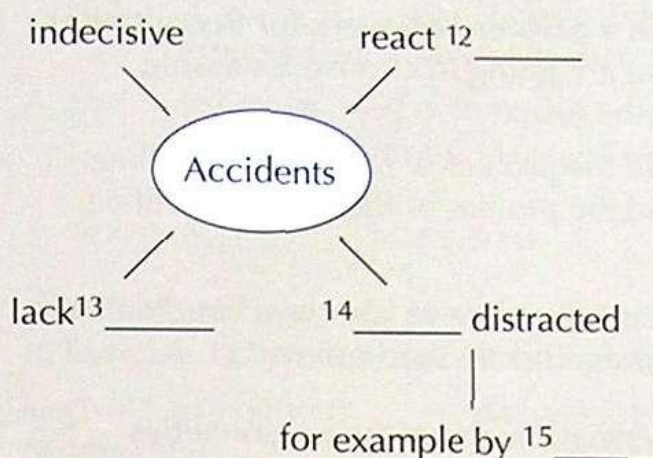 indecisive
react 12
Accidents
lack 13
14 distracted
for example by 15